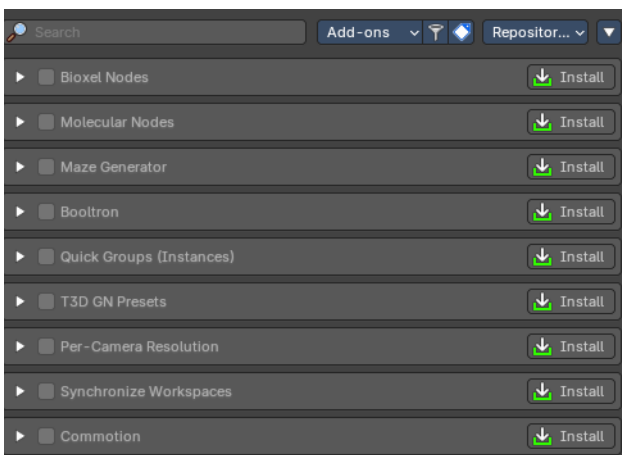 Search Add-ons Repositor...
Bioxel Nodes Install
Molecular Nodes Install
Maze Generator Install
Booltron Install
Quick Groups (Instances) Install
T3D GN Presets Install
Per-Camera Resolution Install
Synchronize Workspaces Install
Commotion Install